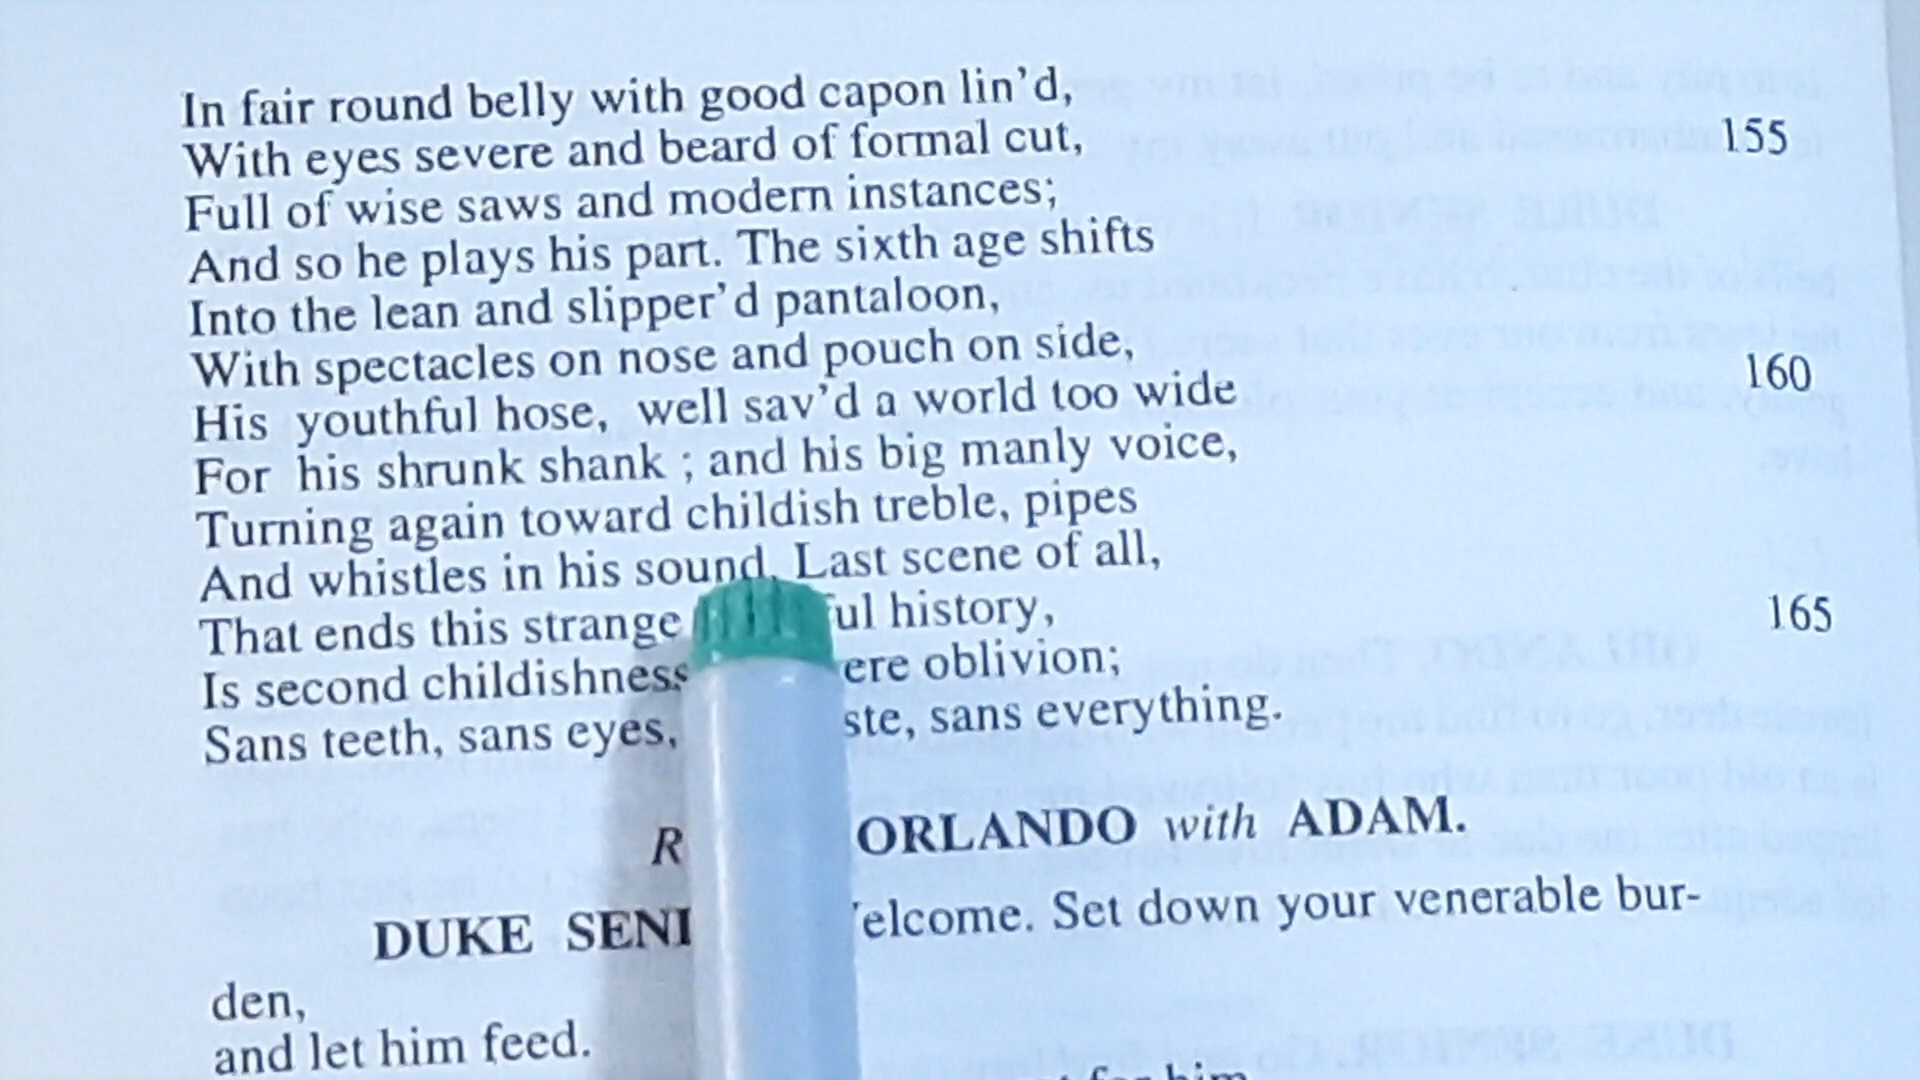 In fair round belly with good capon lin’d,
With eyes severe and beard of formal cut,
155
Full of wise saws and modern instances;
And so he plays his part. The sixth age shifts
Into the lean and slipper’d pantaloon,
With spectacles on nose and pouch on side,
160
His youthful hose, well sav’d a world too wide
For his shrunk shank ; and his big manly voice,
Turning again toward childish treble, pipes
And whistles in his sound. Last scene of all,
That ends this strange history,
165
Is second childishness oblivion;
Sans teeth, sans eyes, sans everything.
ORLANDO with ADAM.
DUKE Set down your venerable bur-
den,
and let him feed.
him